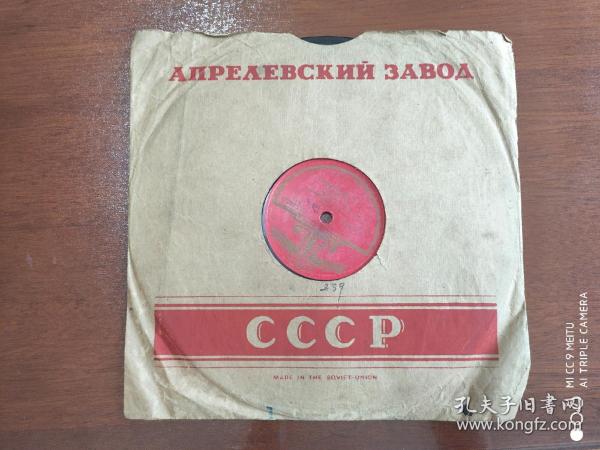 АПРЕЛЕВСКИЙ ЗАВОД
239
СССР
MADE IN THE SOVIET-UNION
MI CC9 MEITU
AI TRIPLE CAMERA
孔夫子旧书网
www.kongfz.com